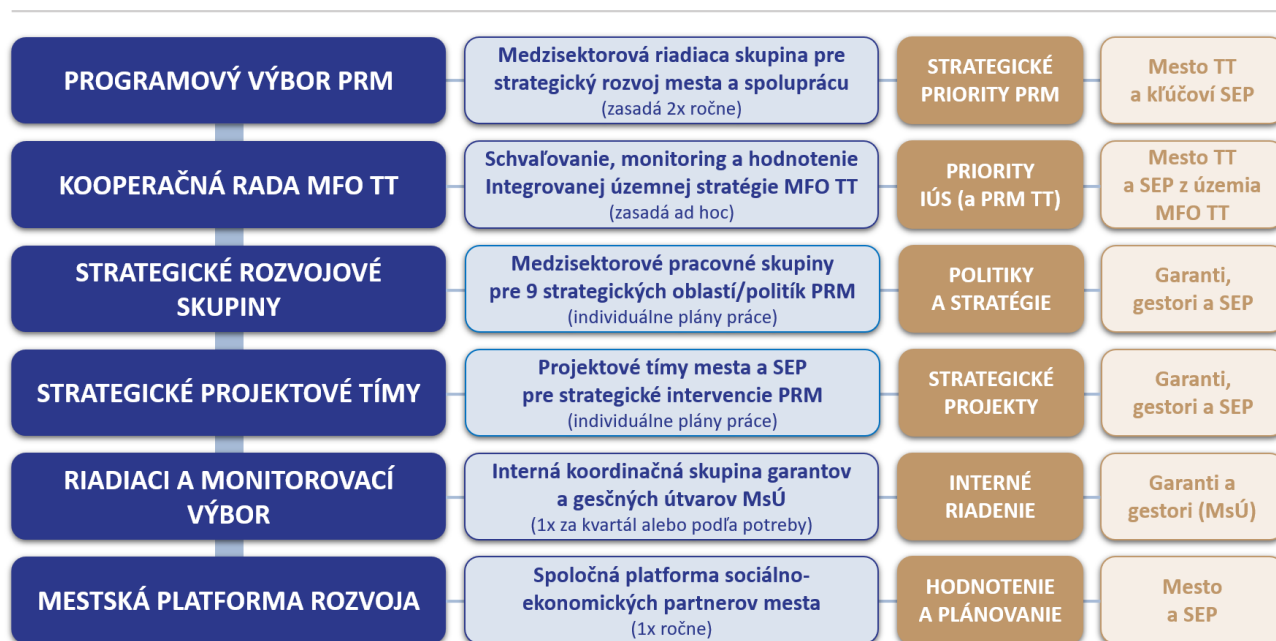 PROGRAMOVÝ VÝBOR PRM
Medzisektorová riadiaca skupina pre
strategický rozvoj mesta a spoluprácu
(zasadá 2x ročne)
STRATEGICKÉ
PRIORITY PRM
Mesto TT
a kľúčoví SEP
KOOPERAČNÁ RADA MFO TT
Schvaľovanie, monitoring a hodnotenie
Integrovanej územnej stratégie MFO TT
(zasadá ad hoc)
PRIORITY
IÚS (a PRM TT)
Mesto TT
a SEP z územia
MFO TT
STRATEGICKÉ ROZVOJOVÉ
SKUPINY
Medzisektorové pracovné skupiny
pre 9 strategických oblastí/politík PRM
(individuálne plány práce)
POLITIKY
A STRATÉGIE
Garanti,
gestori a SEP
STRATEGICKÉ PROJEKTOVÉ TÍMY
Projektové tímy mesta a SEP
pre strategické intervencie PRM
(individuálne plány práce)
STRATEGICKÉ
PROJEKTY
Garanti,
gestori a SEP
RIADIACI A MONITOROVACÍ
VÝBOR
Interná koordinačná skupina garantov
a gesčných útvarov MsÚ
(1x za kvartál alebo podľa potreby)
INTERNÉ
RIADENIE
Garanti a
gestori (MsÚ)
MESTSKÁ PLATFORMA ROZVOJA
Spoločná platforma sociálno-
ekonomických partnerov mesta
(1x ročne)
HODNOTENIE
A PLÁNOVANIE
Mesto
a SEP